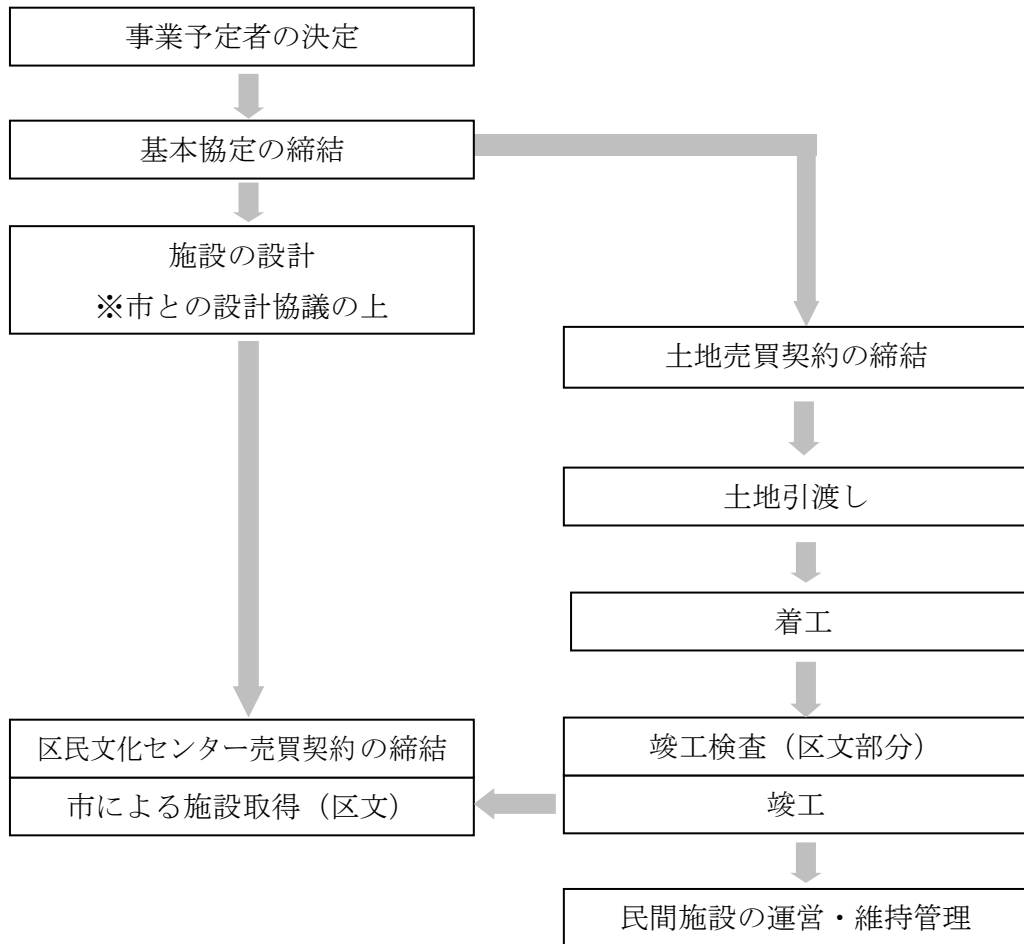 事業予定者の決定
基本協定の締結
施設の設計
※市との設計協議の上
土地売買契約の締結
土地引渡し
着工
区民文化センター売買契約の締結
市による施設取得（区文）
竣工検査（区文部分）
竣工
民間施設の運営・維持管理